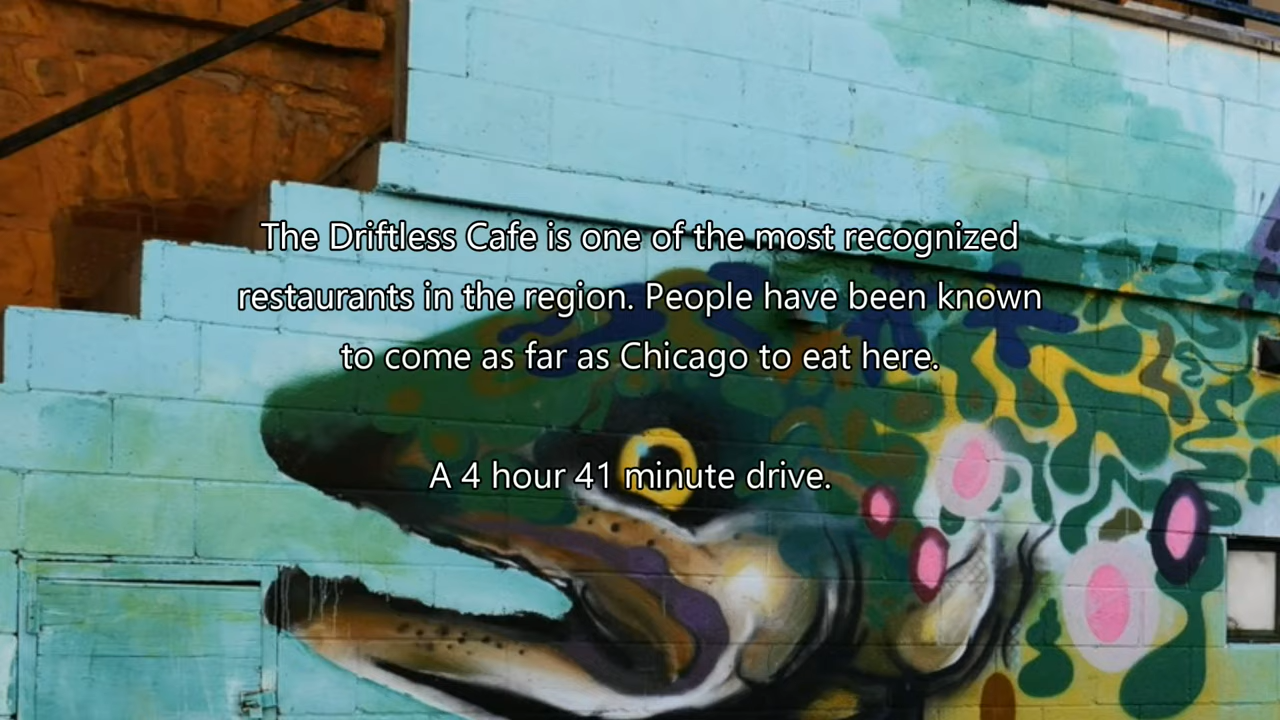 The Driftless Cafe is one of the most recognized
restaurants in the region. People have been known
to come as far as Chicago to eat here.
A 4 hour 41 minute drive.